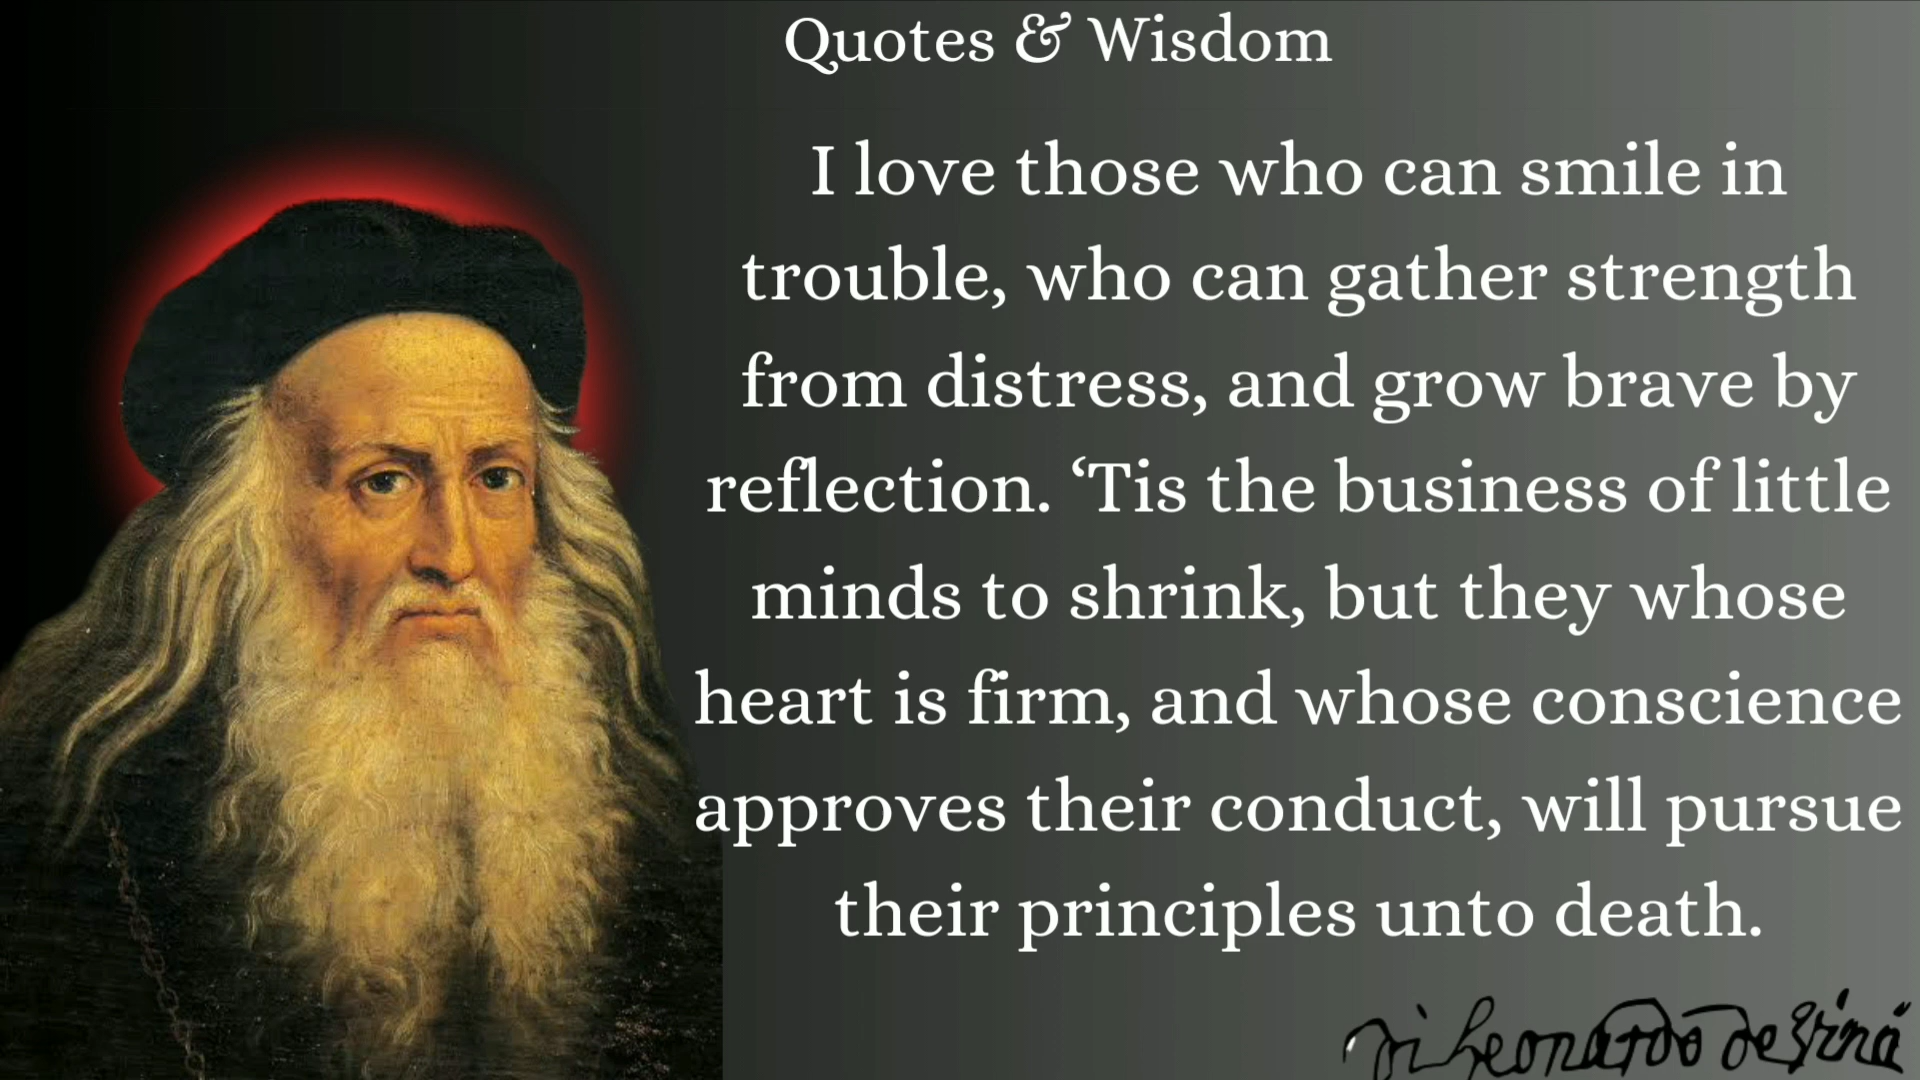 Quotes & Wisdom
I love those who can smile in
trouble, who can gather strength
from distress, and grow brave by
reflection. ‘Tis the business of little
minds to shrink, but they whose
heart is firm, and whose conscience
approves their conduct, will pursue
their principles unto death.
Leonardo